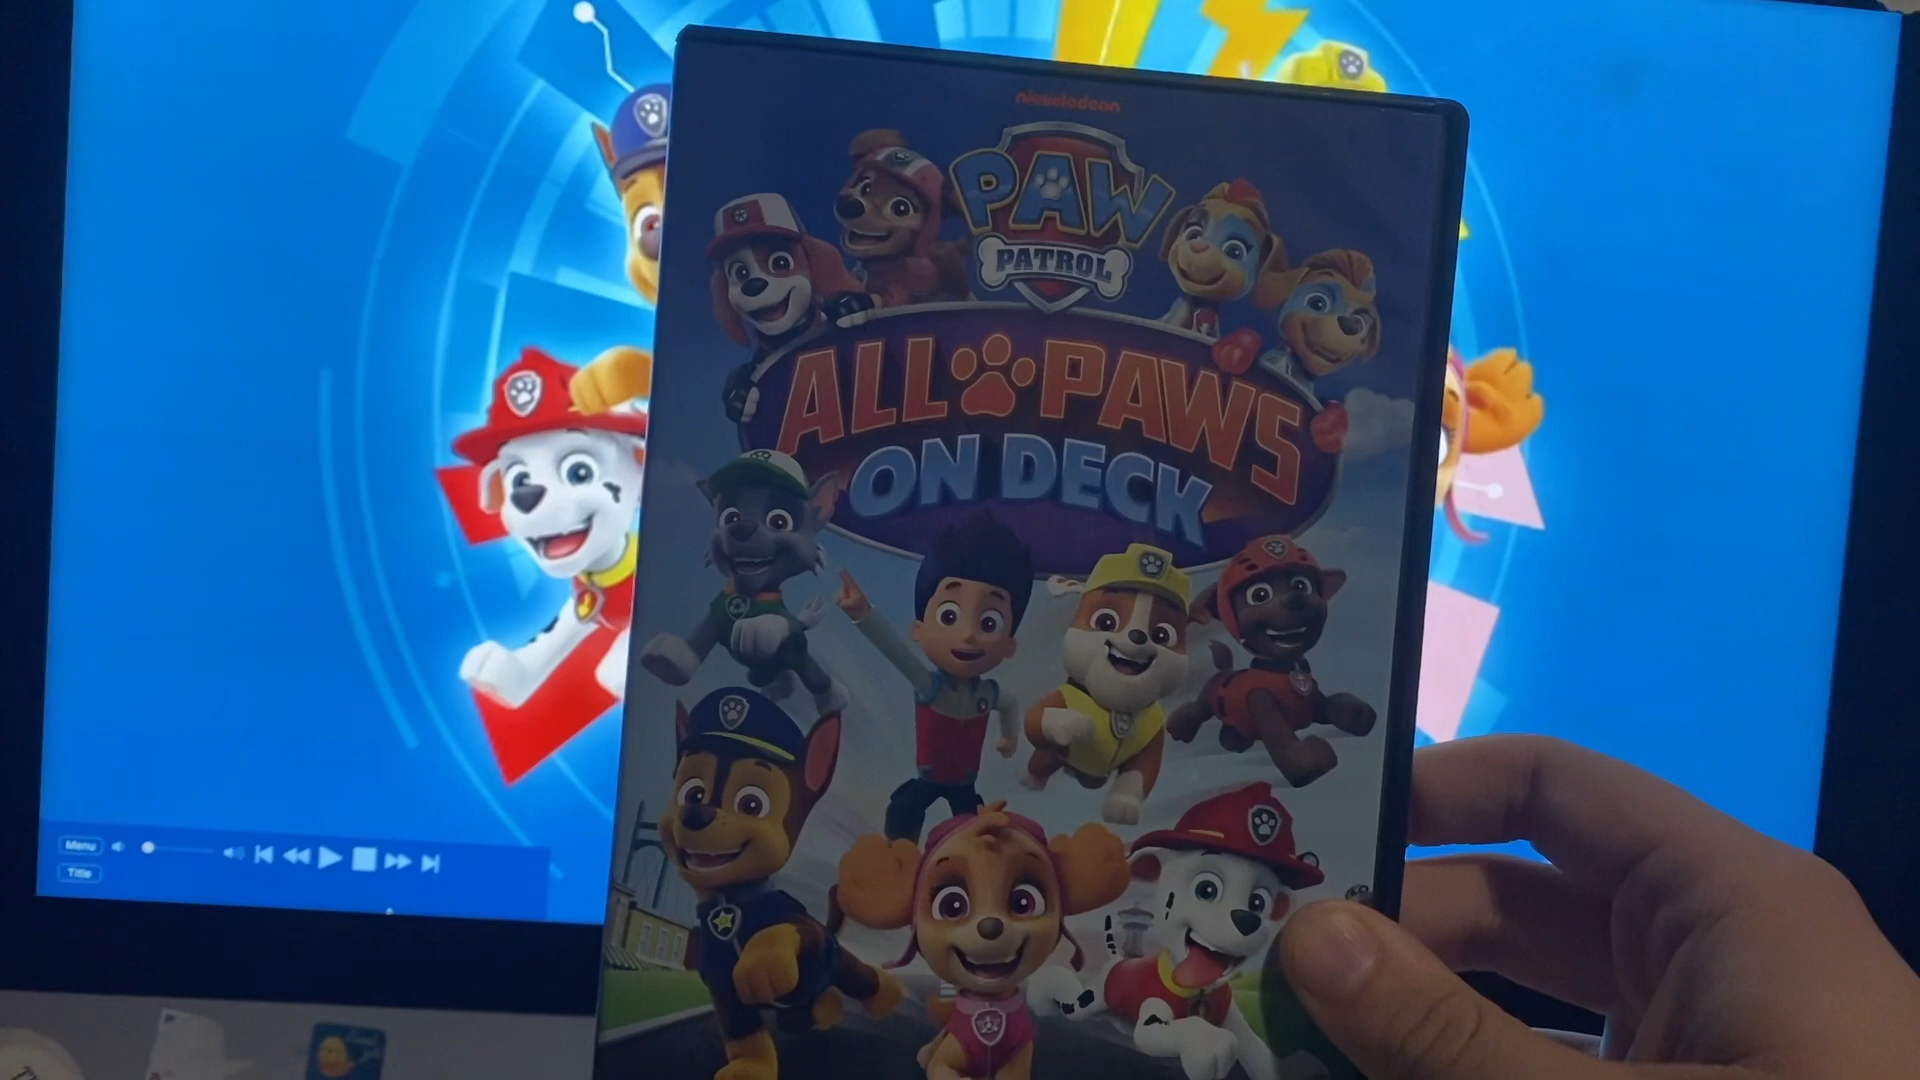 nickelodeon
PAW
PATROL
ALL PAWS
ON DECK
Menu
Title